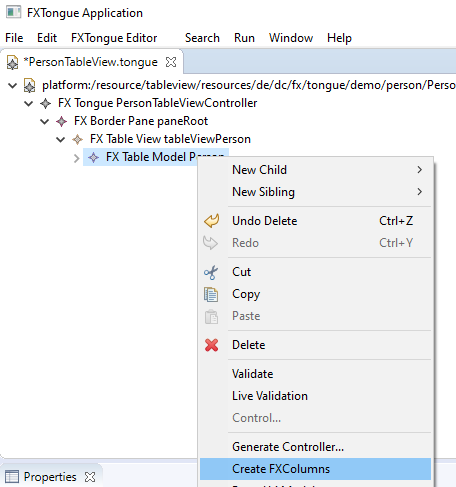 FXTongue Application
File Edit FXTongue Editor Search Run Window Help
*PersonTableView.tongue
platform:/resource/tableview/resources/de/dc/fx/tongue/demo/person/Perso
FX Tongue PersonTableViewController
FX Border Pane paneRoot
FX Table View tableViewPerson
FX Table Model Person
New Child
New Sibling
Undo Delete Ctrl+Z
Redo Ctrl+Y
Cut
Copy
Paste
Delete
Validate
Live Validation
Control...
Generate Controller...
Create FXColumns
Properties